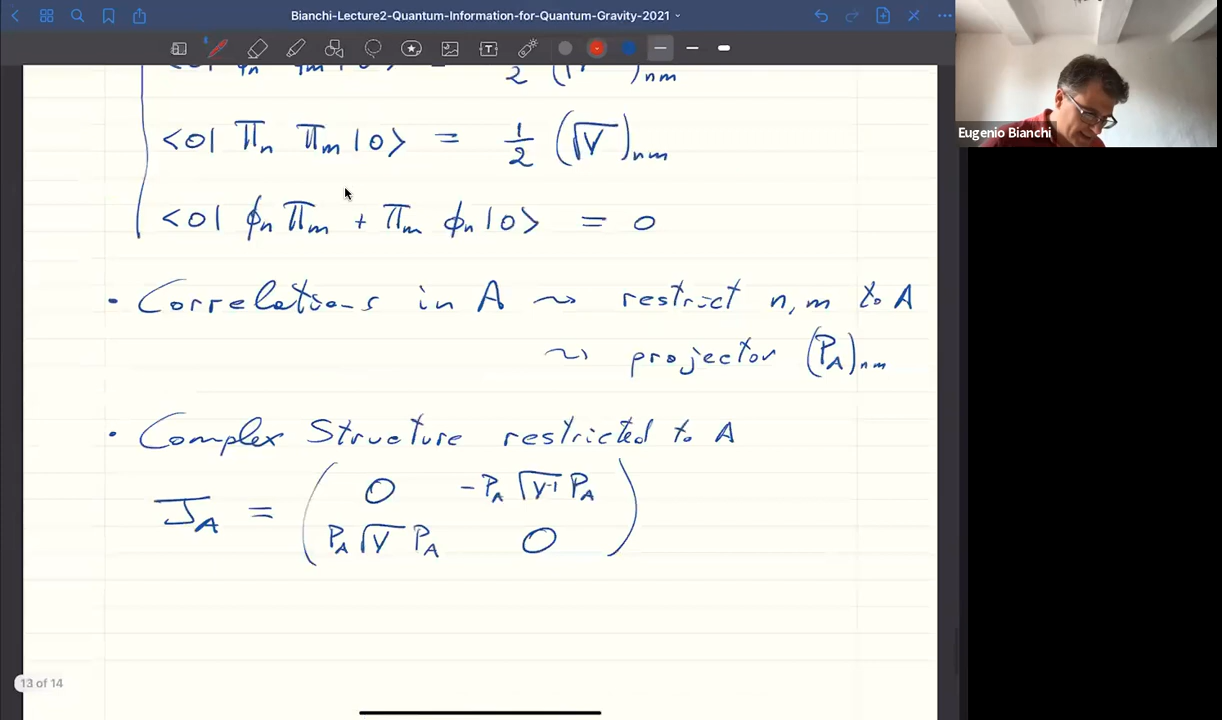 Bianchi-Lecture2-Quantum-Information-for-Quantum-Gravity-2021
Eugenio Bianchi
<0| π_n π_m |0> = 1/2 (√V)_nm
<0| ϕ_n π_m + π_m ϕ_n |0> = 0
• Correlations in A ~> restrict n, m to A
~> projector (P_A)_nm
• Complex Structure restricted to A
J_A = ( 0 -P_A √V⁻¹ P_A
P_A √V P_A 0 )
13 of 14